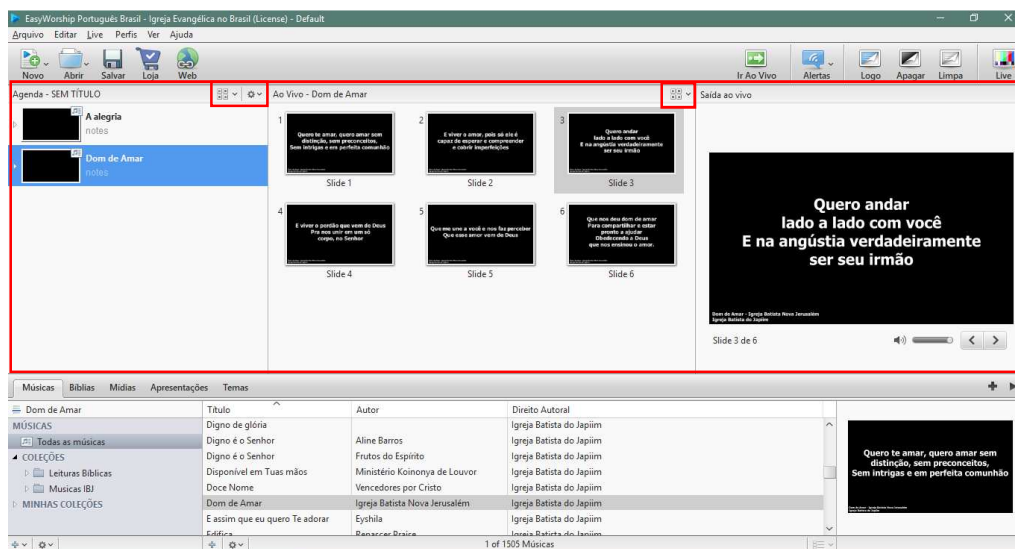 EasyWorship Português Brasil - Igreja Evangélica no Brasil (License) - Default
Arquivo Editar Live Perfis Ver Ajuda
Novo Abrir Salvar Loja Web Ir Ao Vivo Alertas Logo Apagar Limpa Live
Agenda - SEM TÍTULO
A alegria
notes
Dom de Amar
notes
Ao Vivo - Dom de Amar
1
Quero te amar, quero amar sem
distinção, sem preconceitos,
Sem intrigas e em perfeita comunhão
Slide 1
2
E viver o amor, pois só ele é
capaz de esperar e compreender
e cobrir imperfeições
Slide 2
3
Quero andar
lado a lado com você
E na angústia verdadeiramente
ser seu irmão
Slide 3
4
E viver o perdão que vem de Deus
Pra nos unir em um só
corpo, no Senhor
Slide 4
5
Que me une a você e nos faz perceber
Que esse amor vem de Deus
Slide 5
6
Que nos deu dom de amar
Para compartilhar e estar
pronto a ajudar
Obedecendo a Deus
que nos ensinou o amor.
Slide 6
Saída ao vivo
Quero andar
lado a lado com você
E na angústia verdadeiramente
ser seu irmão
Dom de Amar - Igreja Batista Nova Jerusalém
Igreja Batista do Japiim
Slide 3 de 6
Músicas Bíblias Mídias Apresentações Temas
Dom de Amar
MÚSICAS
Todas as músicas
COLEÇÕES
Leituras Bíblicas
Musicas IBJ
MINHAS COLEÇÕES
Título Autor Direito Autoral
Digno de glória Igreja Batista do Japiim
Digno é o Senhor Aline Barros Igreja Batista do Japiim
Digno é o Senhor Frutos do Espírito Igreja Batista do Japiim
Disponível em Tuas mãos Ministério Koinonya de Louvor Igreja Batista do Japiim
Doce Nome Vencedores por Cristo Igreja Batista do Japiim
Dom de Amar Igreja Batista Nova Jerusalém Igreja Batista do Japiim
E assim que eu quero Te adorar Eyshila Igreja Batista do Japiim
Edifica Renascer Praise Igreja Batista do Japiim
1 of 1505 Músicas
Quero te amar, quero amar sem
distinção, sem preconceitos,
Sem intrigas e em perfeita comunhão